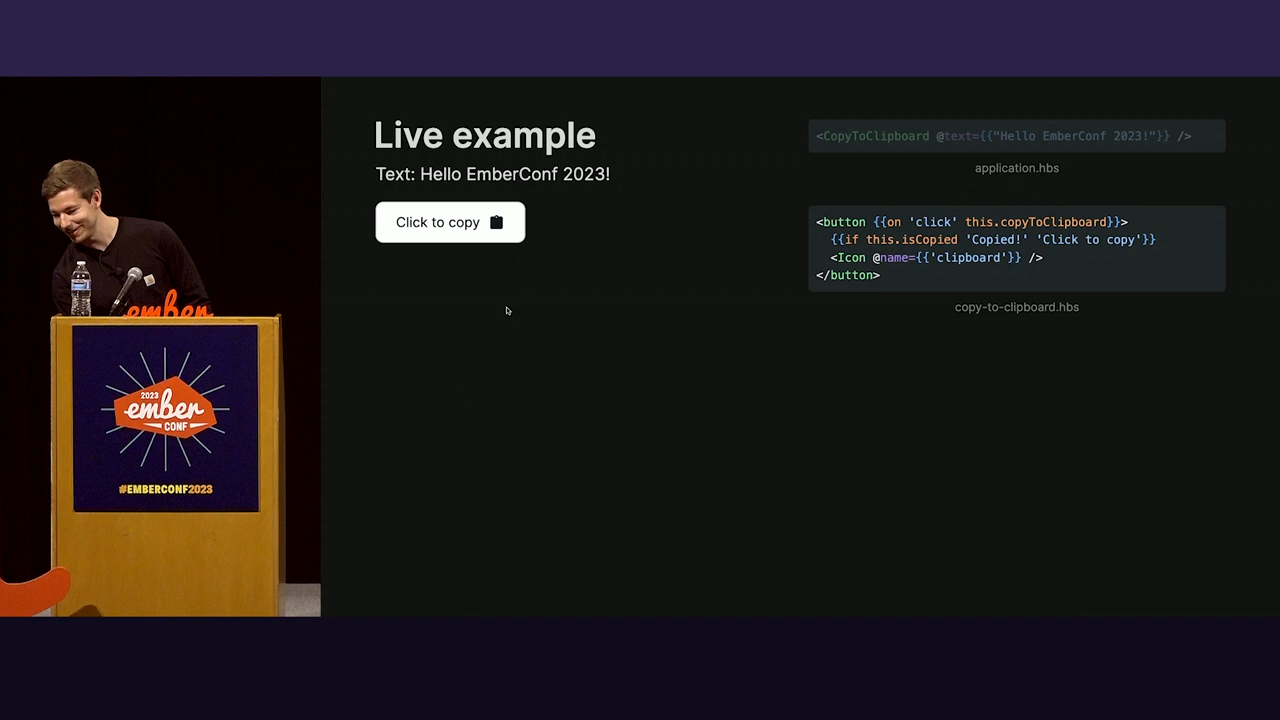 Live example
Text: Hello EmberConf 2023!
Click to copy
<CopyToClipboard @text={{"Hello EmberConf 2023!"}} />
application.hbs
<button {{on 'click' this.copyToClipboard}}>
  {{if this.isCopied 'Copied!' 'Click to copy'}}
  <Icon @name={{'clipboard'}} />
</button>
copy-to-clipboard.hbs
ember
2023
ember
CONF
#EMBERCONF2023